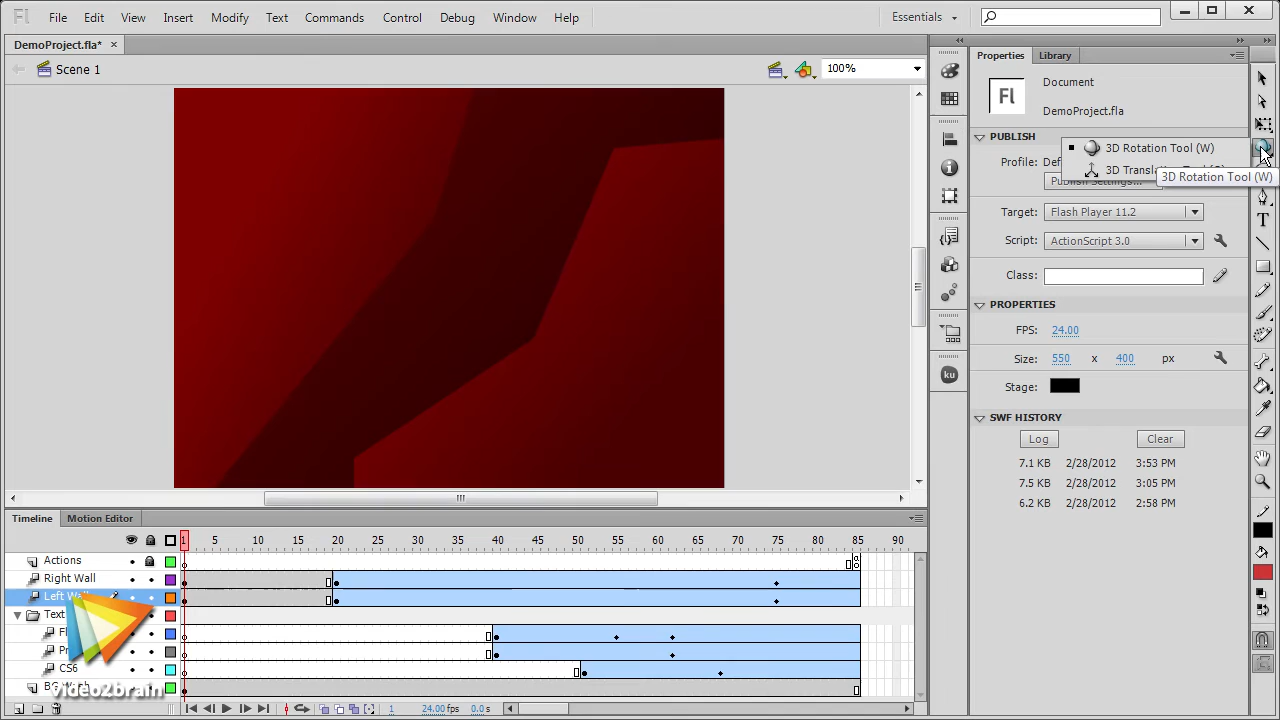 Fl File Edit View Insert Modify Text Commands Control Debug Window Help Essentials
DemoProject.fla* ×
Scene 1 100%
Properties Library
Fl
Document
DemoProject.fla
PUBLISH
3D Rotation Tool (W)
Profile:
3D Rotation Tool (W)
Publish Settings...
Target: Flash Player 11.2
Script: ActionScript 3.0
Class:
PROPERTIES
FPS: 24.00
Size: 550 x 400 px
Stage:
SWF HISTORY
Log Clear
7.1 KB 2/28/2012 3:53 PM
7.5 KB 2/28/2012 3:05 PM
6.2 KB 2/28/2012 2:58 PM
ku
T
Timeline Motion Editor
1 5 10 15 20 25 30 35 40 45 50 55 60 65 70 75 80 85 90
Actions
Right Wall
Left Wall
Text
CS6
video2brain
1 24.00 fps 0.0 s